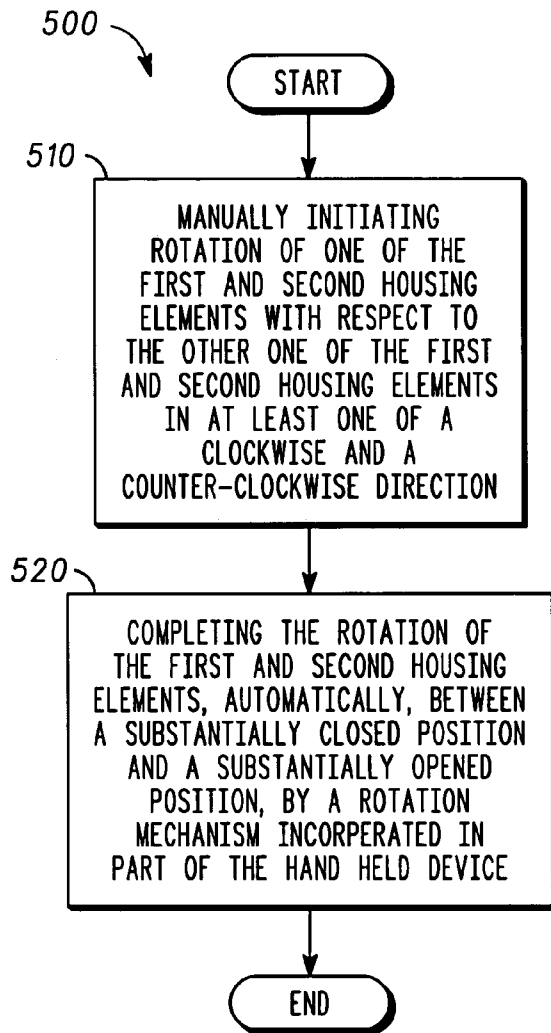 500
START
510
MANUALLY INITIATING
ROTATION OF ONE OF THE
FIRST AND SECOND HOUSING
ELEMENTS WITH RESPECT TO
THE OTHER ONE OF THE FIRST
AND SECOND HOUSING ELEMENTS
IN AT LEAST ONE OF A
CLOCKWISE AND A
COUNTER-CLOCKWISE DIRECTION
520
COMPLETING THE ROTATION OF
THE FIRST AND SECOND HOUSING
ELEMENTS, AUTOMATICALLY, BETWEEN
A SUBSTANTIALLY CLOSED POSITION
AND A SUBSTANTIALLY OPENED
POSITION, BY A ROTATION
MECHANISM INCORPERATED IN
PART OF THE HAND HELD DEVICE
END